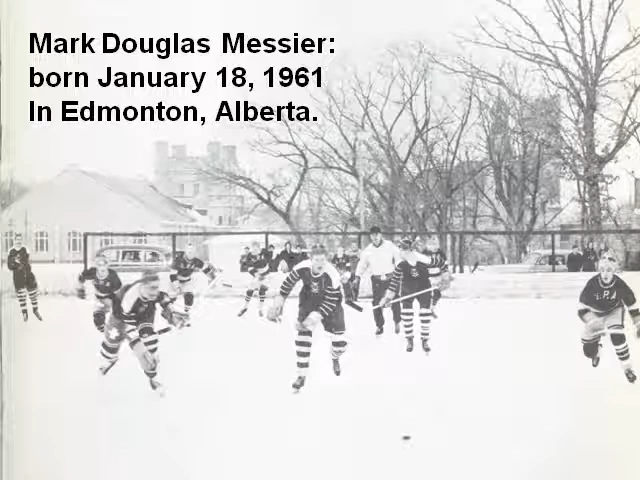 Mark Douglas Messier:
born January 18, 1961
In Edmonton, Alberta.